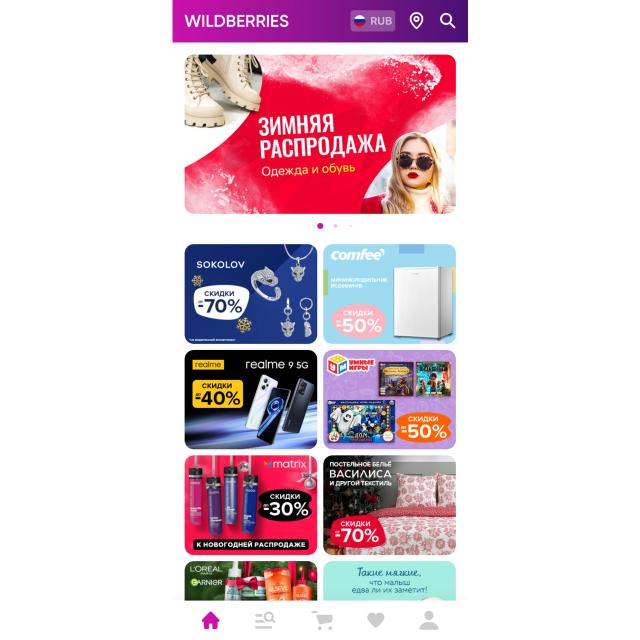 WILDBERRIES
RUB
ЗИМНЯЯ
РАСПРОДАЖА
Одежда и обувь
SOKOLOV
СКИДКИ
ДО
-70%
comfee'
МИНИХОЛОДИЛЬНИК
СКИДКИ
ДО
-50%
realme
realme 9 5G
СКИДКИ
ДО
-40%
УМНЫЕ
ИГРЫ
СКИДКИ
ДО
-50%
matrix
СКИДКИ
ДО
-30%
К НОВОГОДНЕЙ РАСПРОДАЖЕ
ПОСТЕЛЬНОЕ БЕЛЬЁ
ВАСИЛИСА
И ДРУГОЙ ТЕКСТИЛЬ
СКИДКИ
ДО
-70%
L'ORÉAL
PARIS
GARNIER
Такие мягкие,
что малыш
едва ли их заметит!